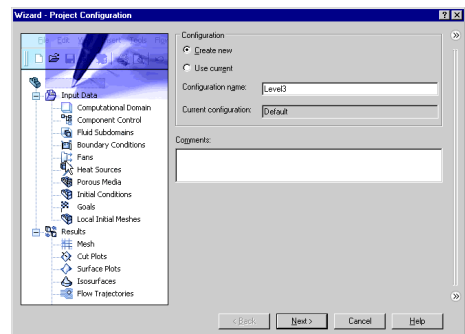 Wizard - Project Configuration
Input Data
Computational Domain
Component Control
Fluid Subdomains
Boundary Conditions
Fans
Heat Sources
Porous Media
Initial Conditions
Goals
Local Initial Meshes
Results
Mesh
Cut Plots
Surface Plots
Isosurfaces
Flow Trajectories
Configuration
Create new
Use current
Configuration name: Level3
Current configuration: Default
Comments:
< Back
Next >
Cancel
Help